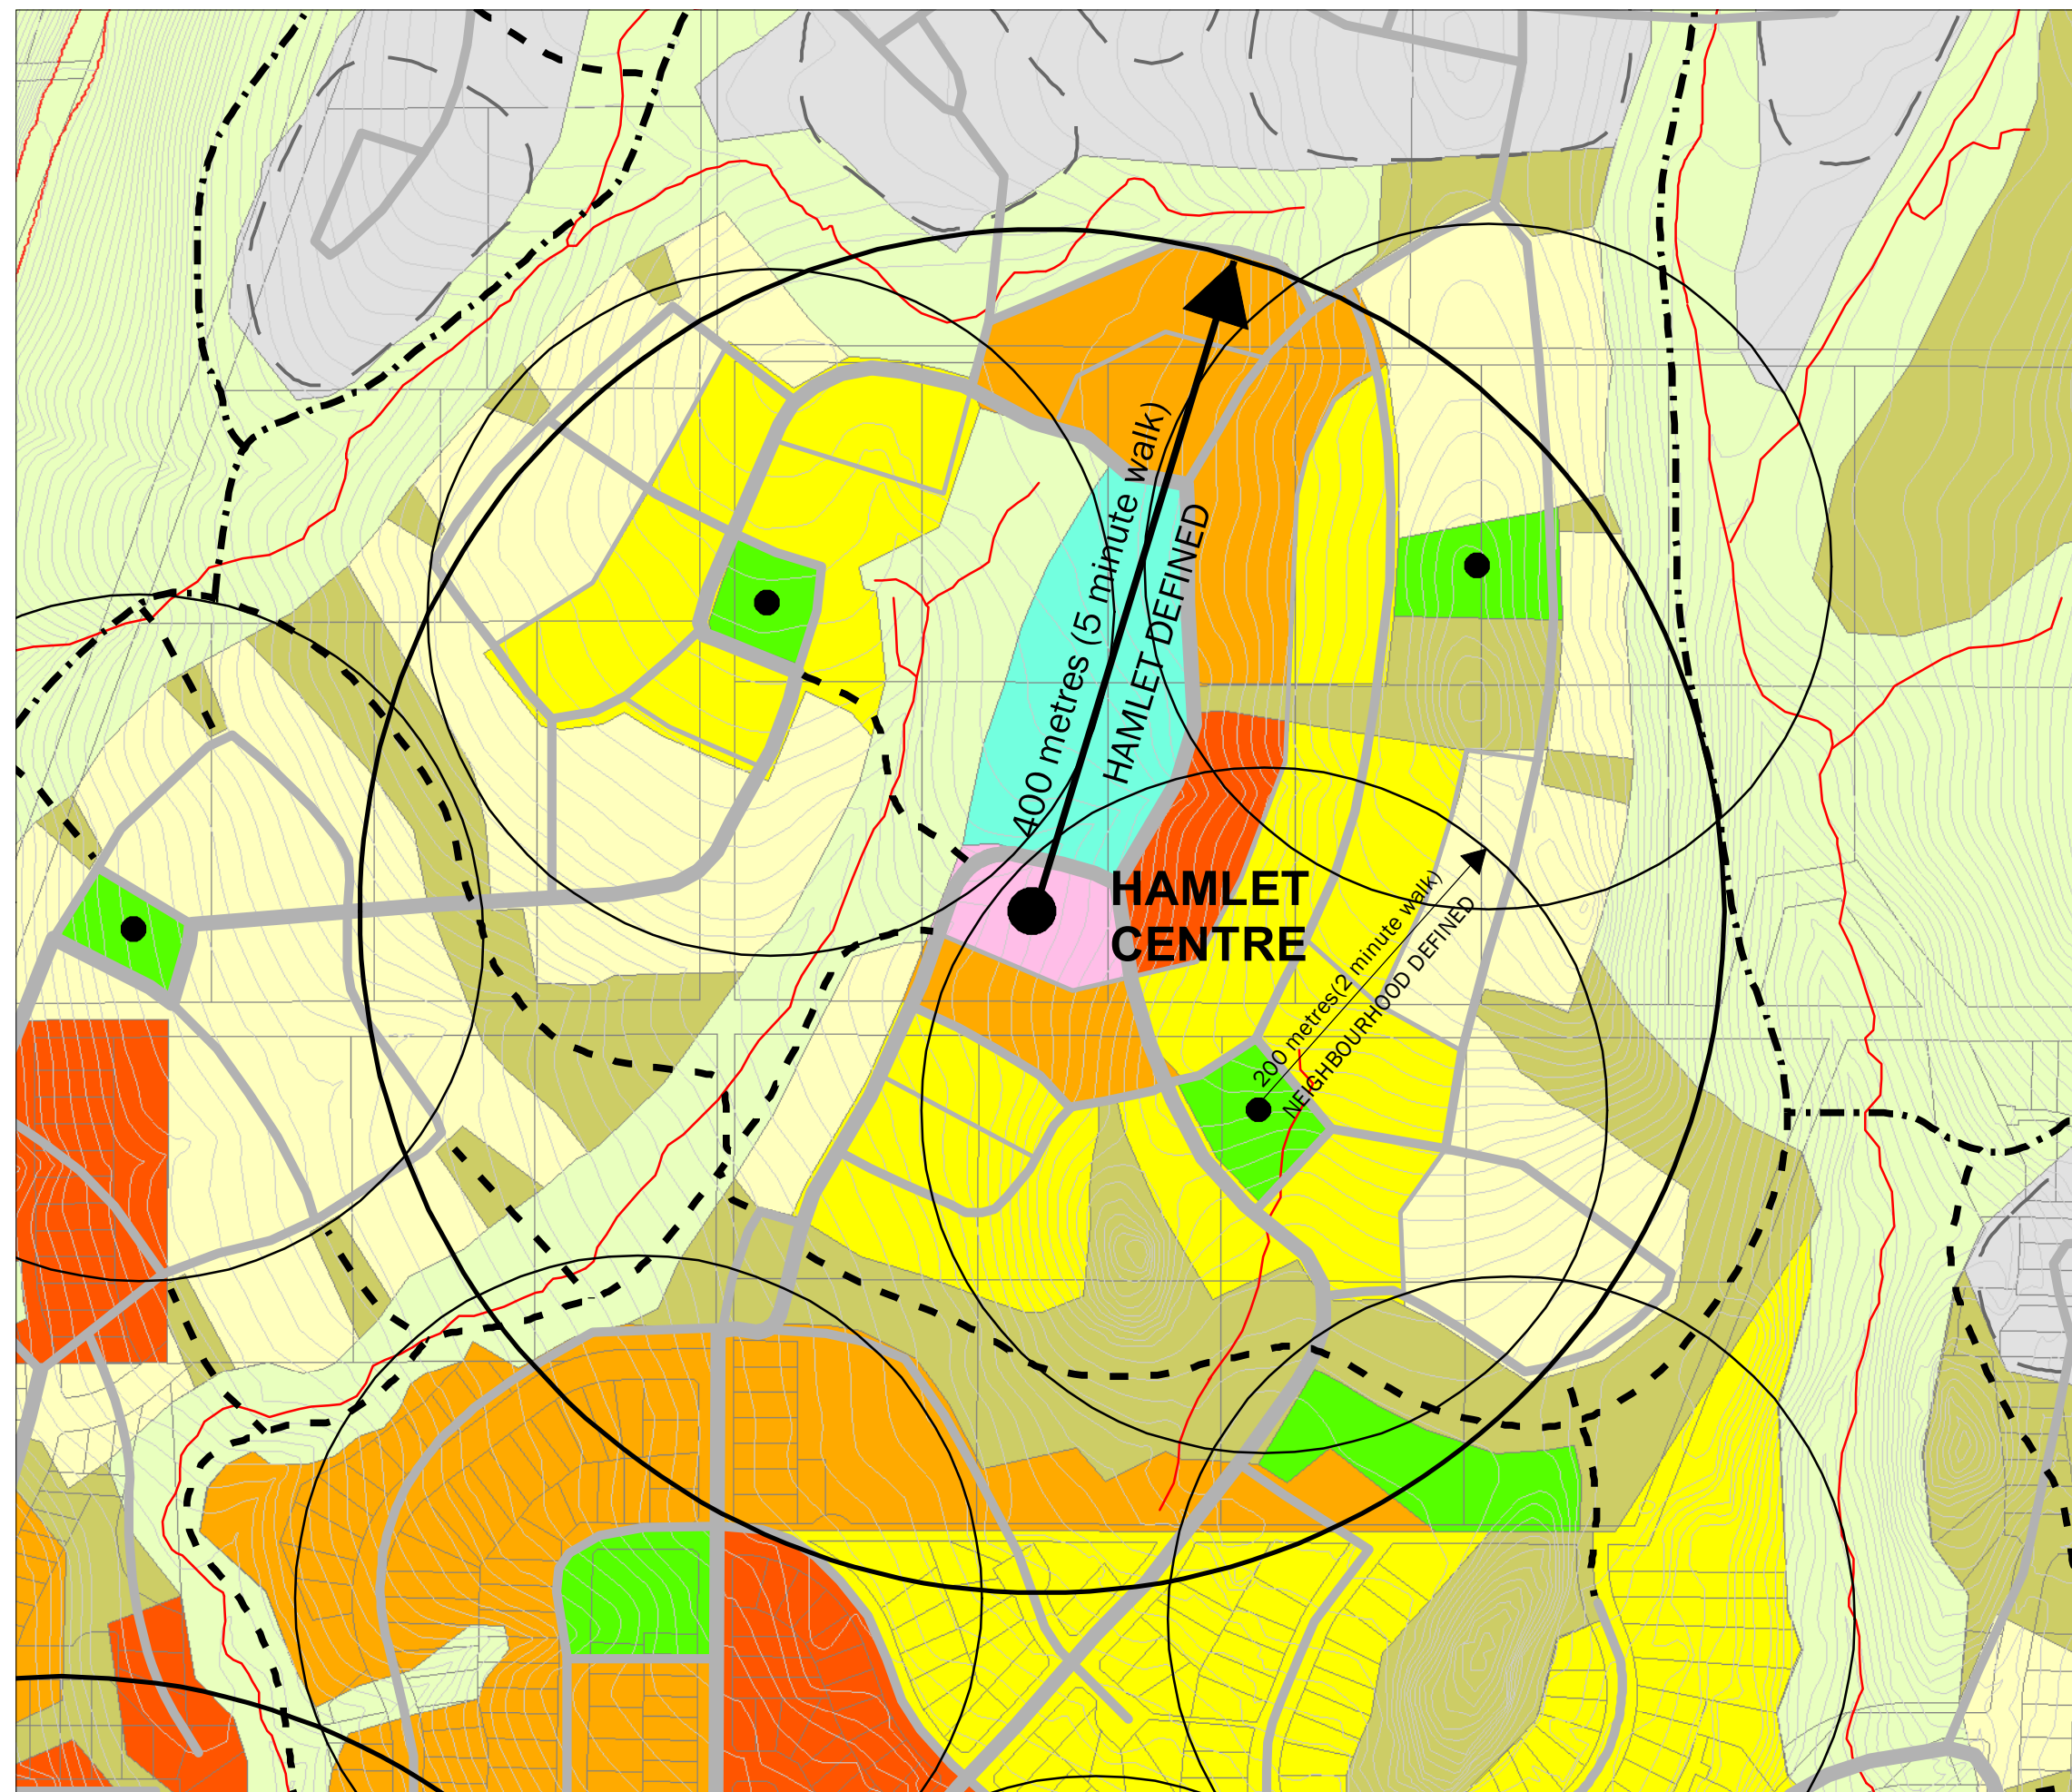 400 metres (5 minute walk)
HAMLET DEFINED
HAMLET
CENTRE
200 metres(2 minute walk)
NEIGHBOURHOOD DEFINED